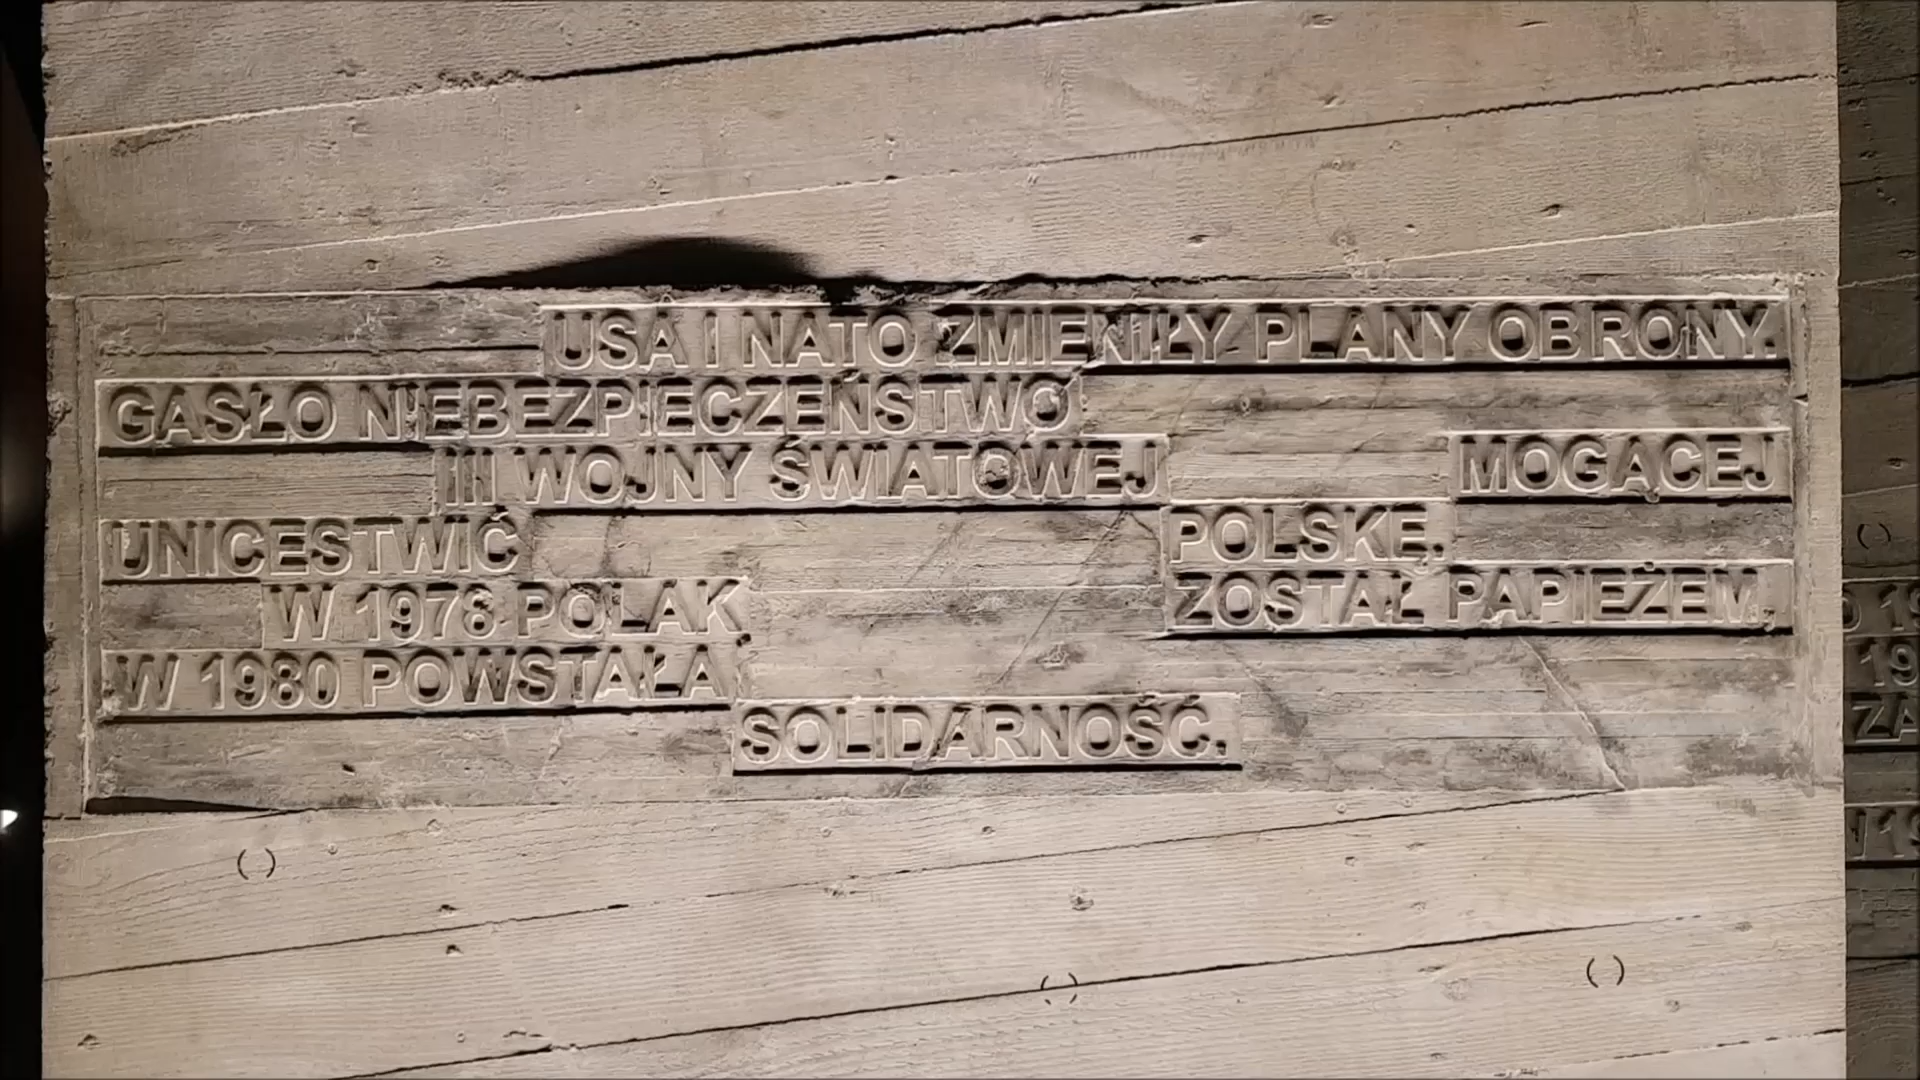 USA I NATO ZMIENIŁY PLANY OBRONY.
GASŁO NIEBEZPIECZEŃSTWO
III WOJNY ŚWIATOWEJ MOGĄCEJ
UNICESTWIĆ POLSKĘ.
W 1978 POLAK ZOSTAŁ PAPIEŻEM,
W 1980 POWSTAŁA
SOLIDARNOŚĆ.